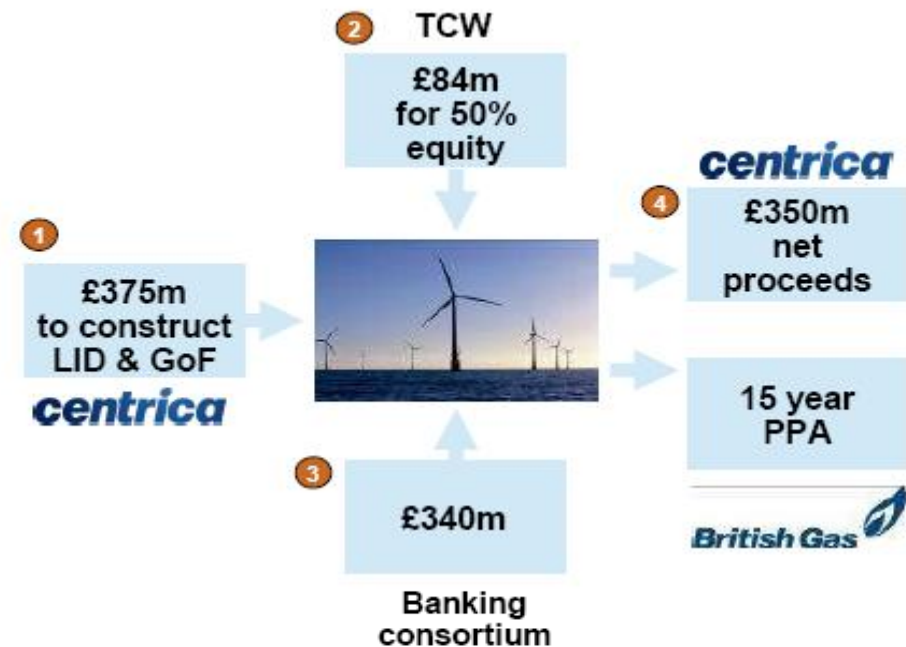 2
TCW
£84m
for 50%
equity
1
£375m
to construct
LID & GoF
centrica
3
£340m
Banking
consortium
centrica
4
£350m
net
proceeds
15 year
PPA
British Gas